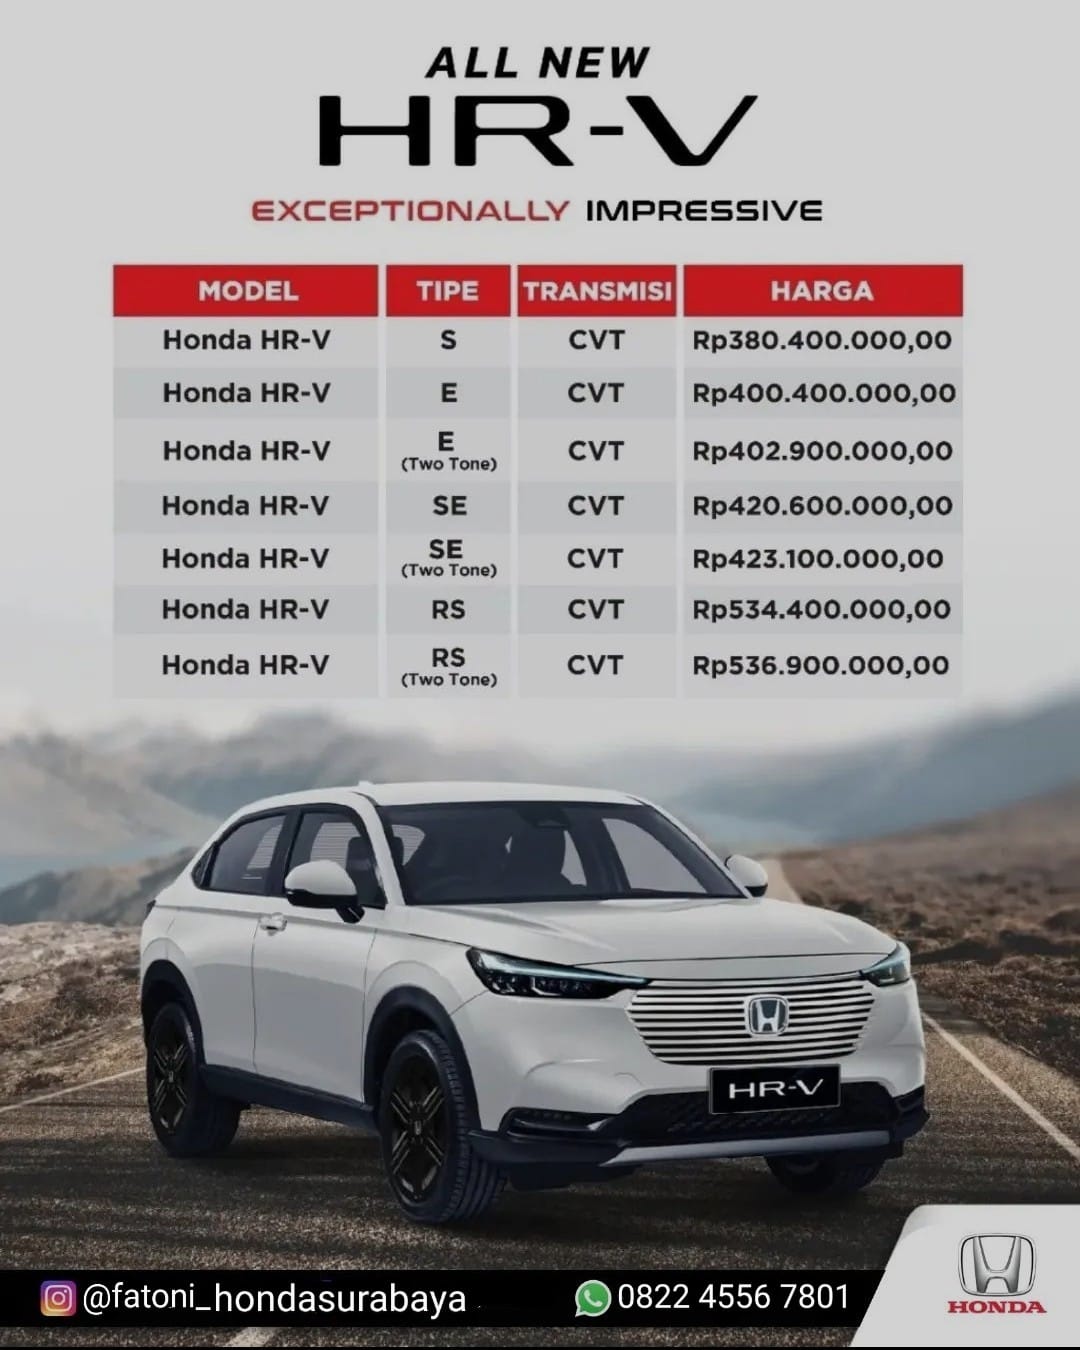 ALL NEW
HR-V
EXCEPTIONALLY IMPRESSIVE
MODEL TIPE TRANSMISI HARGA
Honda HR-V S CVT Rp380.400.000,00
Honda HR-V E CVT Rp400.400.000,00
Honda HR-V E (Two Tone) CVT Rp402.900.000,00
Honda HR-V SE CVT Rp420.600.000,00
Honda HR-V SE (Two Tone) CVT Rp423.100.000,00
Honda HR-V RS CVT Rp534.400.000,00
Honda HR-V RS (Two Tone) CVT Rp536.900.000,00
HR-V
@fatoni_hondasurabaya 0822 4556 7801
HONDA